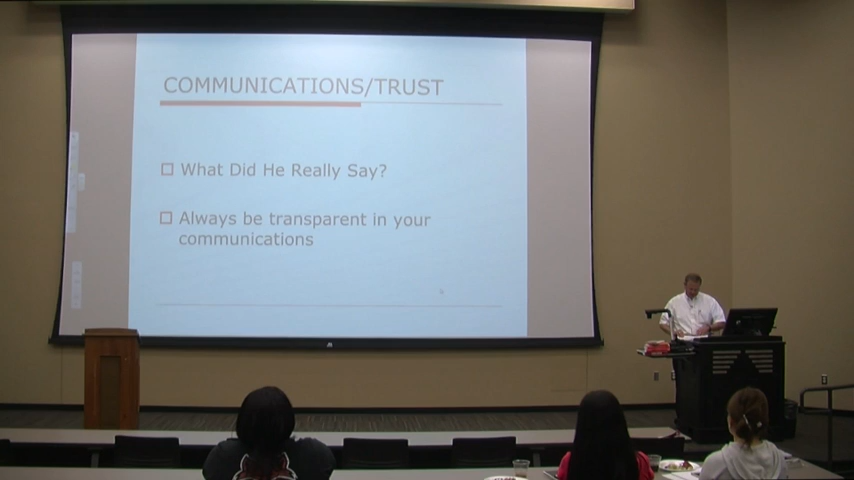 COMMUNICATIONS/TRUST
What Did He Really Say?
Always be transparent in your
communications